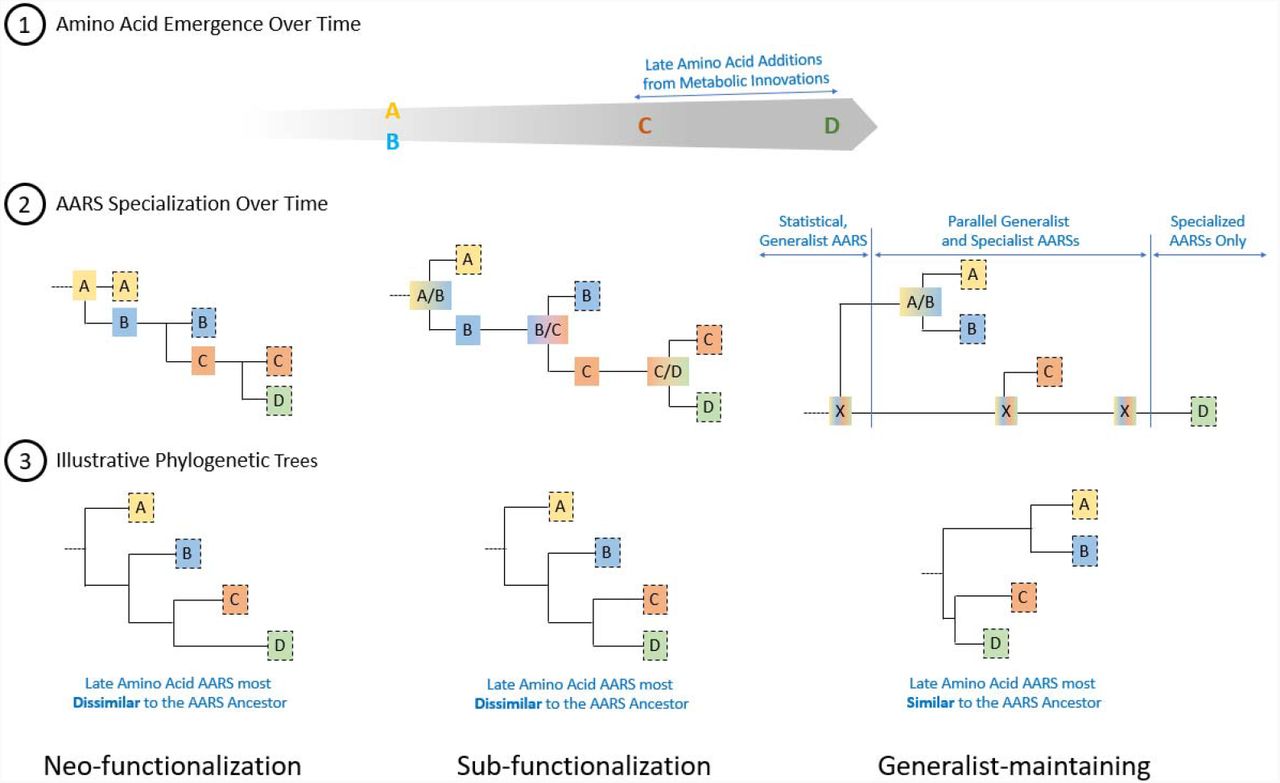 1 Amino Acid Emergence Over Time
Late Amino Acid Additions
from Metabolic Innovations
A
B
C
D
2 AARS Specialization Over Time
A
A
B
B
C
C
D
A/B
A
B
B/C
B
C
C/D
C
D
Statistical,
Generalist AARS
Parallel Generalist
and Specialist AARSs
Specialized
AARSs Only
A/B
A
B
C
X
X
X
D
3 Illustrative Phylogenetic Trees
A
B
C
D
Late Amino Acid AARS most
Dissimilar to the AARS Ancestor
A
B
C
D
Late Amino Acid AARS most
Dissimilar to the AARS Ancestor
A
B
C
D
Late Amino Acid AARS most
Similar to the AARS Ancestor
Neo-functionalization
Sub-functionalization
Generalist-maintaining